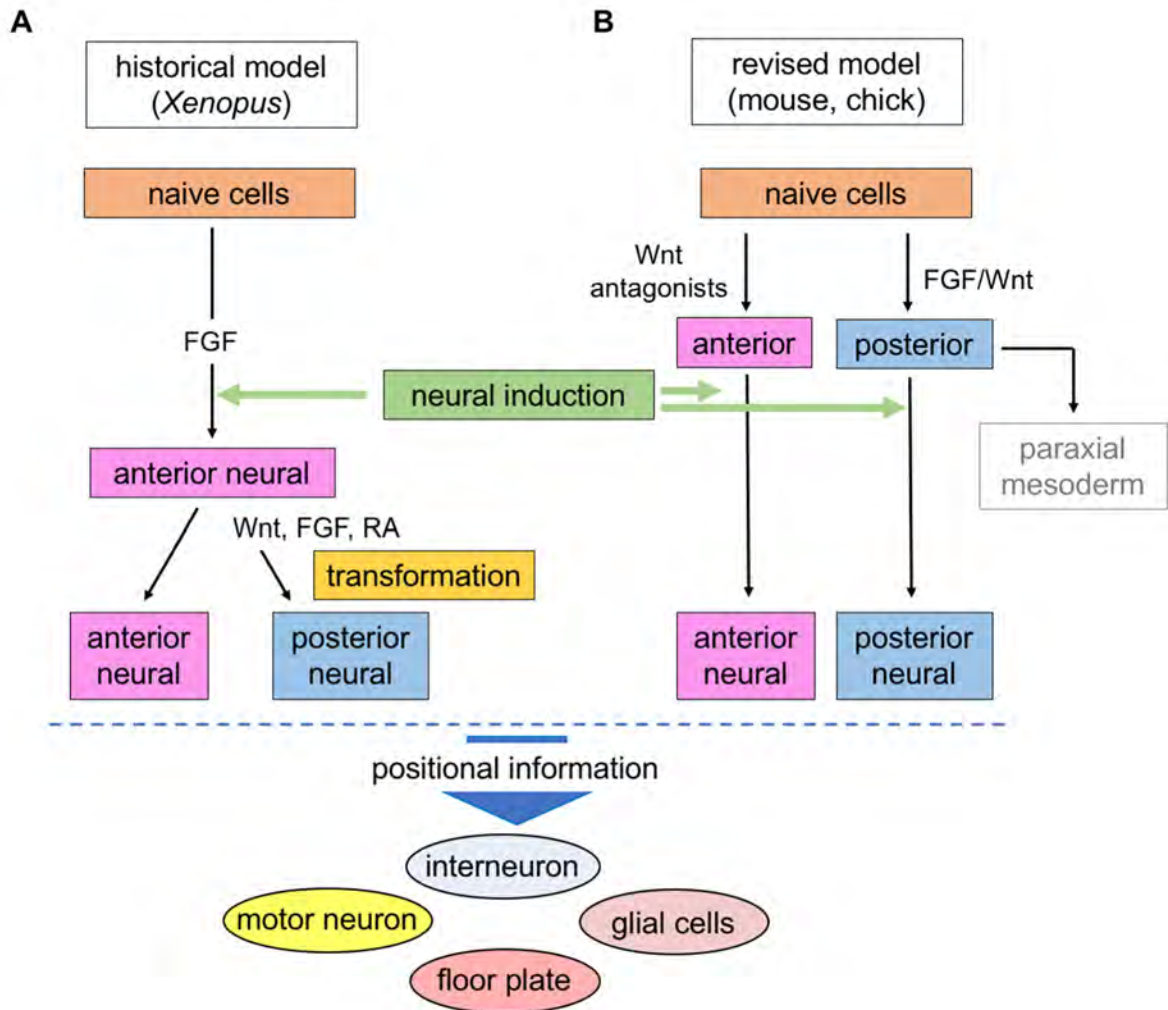 A
historical model
(Xenopus)
naive cells
FGF
anterior neural
Wnt, FGF, RA
transformation
anterior
neural
posterior
neural
neural induction
B
revised model
(mouse, chick)
naive cells
Wnt
antagonists
FGF/Wnt
anterior
posterior
paraxial
mesoderm
anterior
neural
posterior
neural
positional information
interneuron
motor neuron
glial cells
floor plate